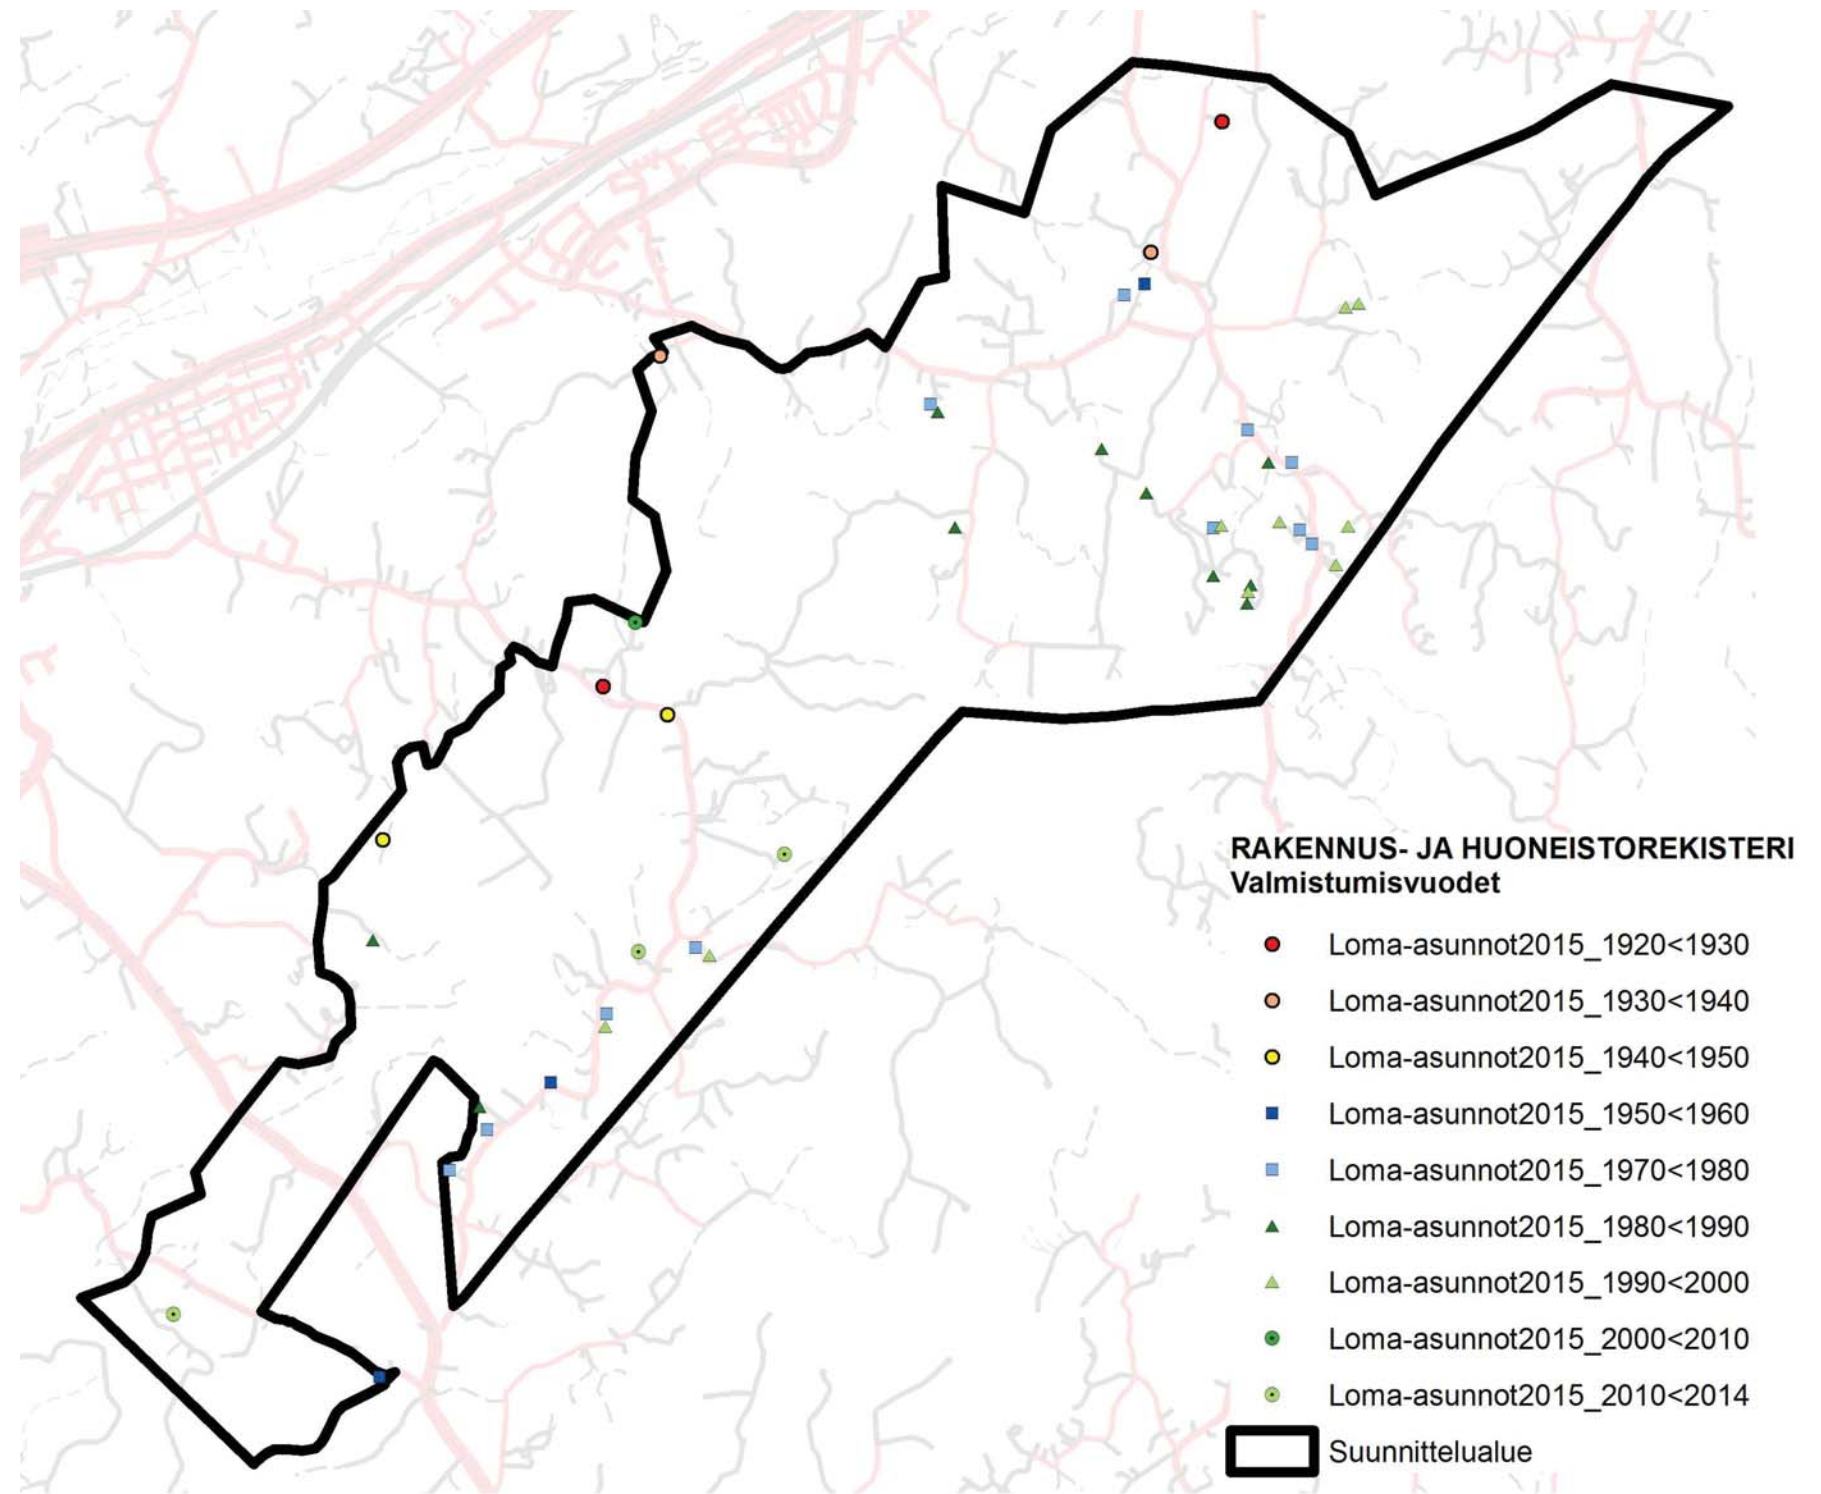 RAKENNUS- JA HUONEISTOREKISTERI
Valmistumisvuodet
Loma-asunnot2015_1920<1930
Loma-asunnot2015_1930<1940
Loma-asunnot2015_1940<1950
Loma-asunnot2015_1950<1960
Loma-asunnot2015_1970<1980
Loma-asunnot2015_1980<1990
Loma-asunnot2015_1990<2000
Loma-asunnot2015_2000<2010
Loma-asunnot2015_2010<2014
Suunnittelualue